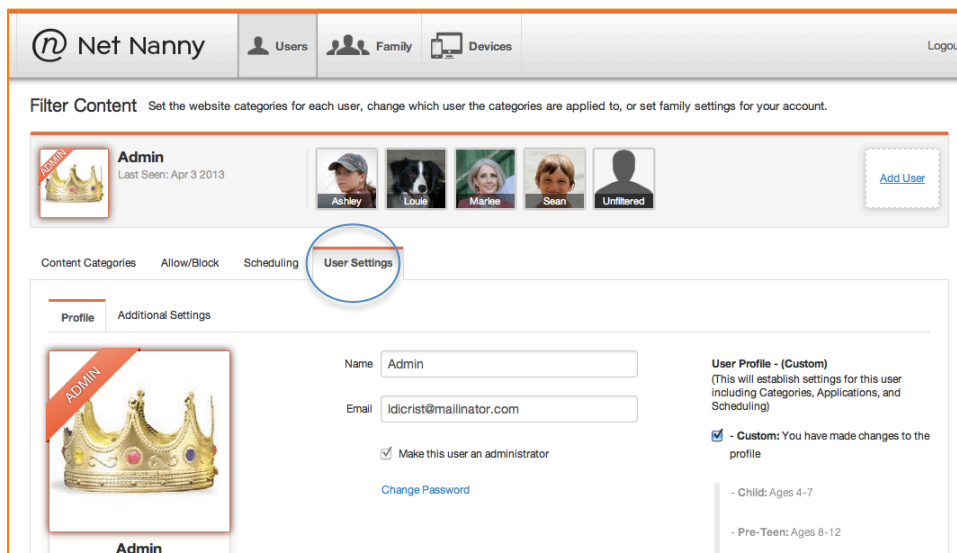 Net Nanny
Users
Family
Devices
Filter Content Set the website categories for each user, change which user the categories are applied to, or set family settings for your account.
ADMIN
Admin
Last Seen: Apr 3 2013
Ashley
Louie
Marlee
Sean
Unfiltered
Add User
Content Categories
Allow/Block
Scheduling
User Settings
Profile
Additional Settings
ADMIN
Admin
Name
Admin
Email
ldicrist@mailinator.com
Make this user an administrator
Change Password
User Profile - (Custom)
(This will establish settings for this user
including Categories, Applications, and
Scheduling)
- Custom: You have made changes to the
profile
- Child: Ages 4-7
- Pre-Teen: Ages 8-12